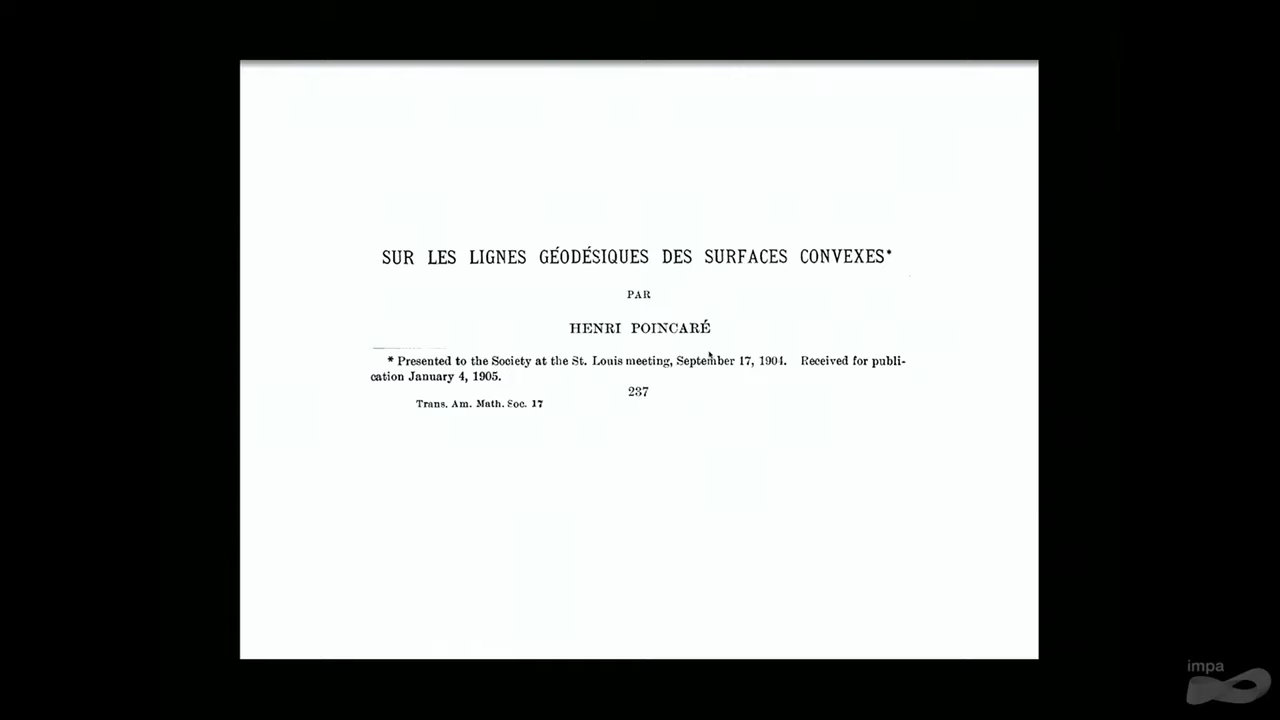 SUR LES LIGNES GÉODÉSIQUES DES SURFACES CONVEXES*
PAR
HENRI POINCARÉ
* Presented to the Society at the St. Louis meeting, September 17, 1904. Received for publi-
cation January 4, 1905.
237
Trans. Am. Math. Soc. 17
impa